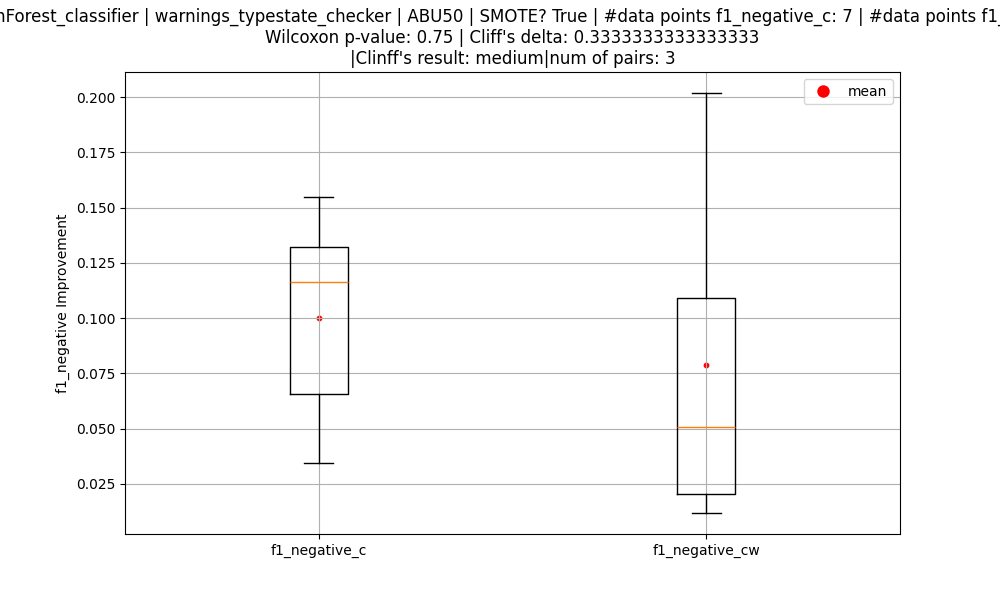 nForest_classifier | warnings_typestate_checker | ABU50 | SMOTE? True | #data points f1_negative_c: 7 | #data points f1_
Wilcoxon p-value: 0.75 | Cliff's delta: 0.3333333333333333
|Clinff's result: medium|num of pairs: 3
mean
0.200
0.175
0.150
0.125
0.100
0.075
0.050
0.025
f1_negative Improvement
f1_negative_c
f1_negative_cw